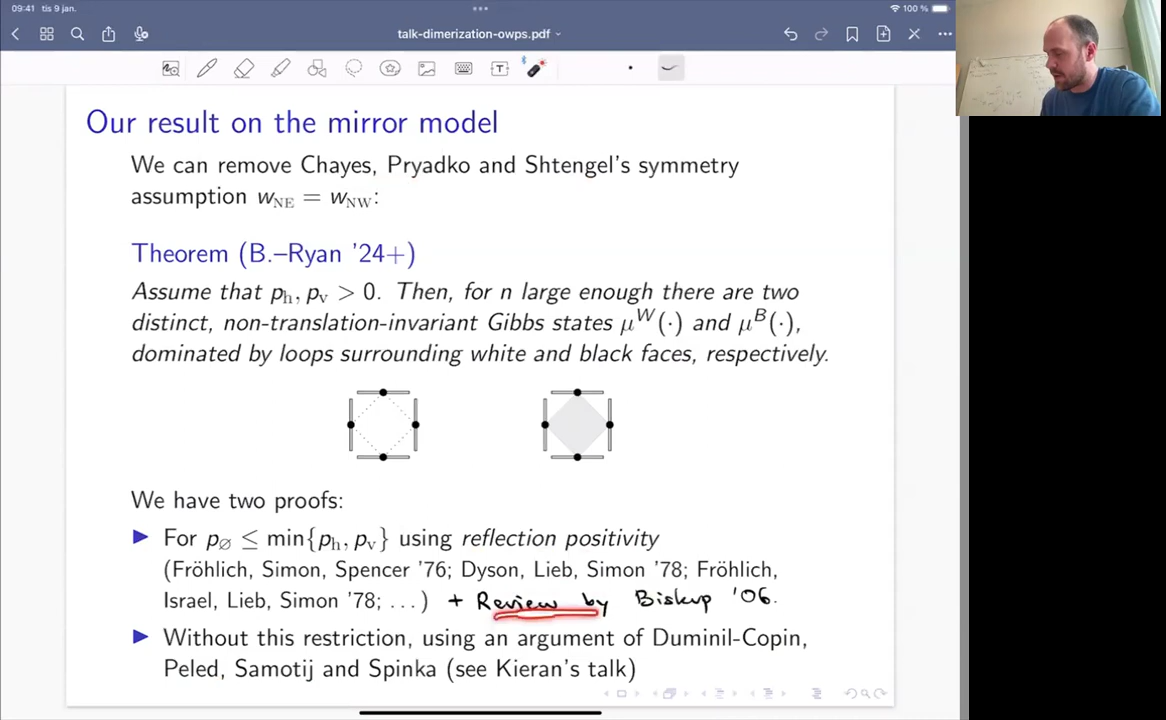 09:41 tis 9 jan.
100 %
talk-dimerization-owps.pdf
Our result on the mirror model
We can remove Chayes, Pryadko and Shtengel's symmetry
assumption w_NE = w_NW:
Theorem (B.–Ryan '24+)
Assume that p_h, p_v > 0. Then, for n large enough there are two
distinct, non-translation-invariant Gibbs states μ^W(·) and μ^B(·),
dominated by loops surrounding white and black faces, respectively.
We have two proofs:
▶ For p_∅ ≤ min{p_h, p_v} using reflection positivity
(Fröhlich, Simon, Spencer '76; Dyson, Lieb, Simon '78; Fröhlich,
Israel, Lieb, Simon '78; ...) + Review by Biskup '06.
▶ Without this restriction, using an argument of Duminil-Copin,
Peled, Samotij and Spinka (see Kieran's talk)